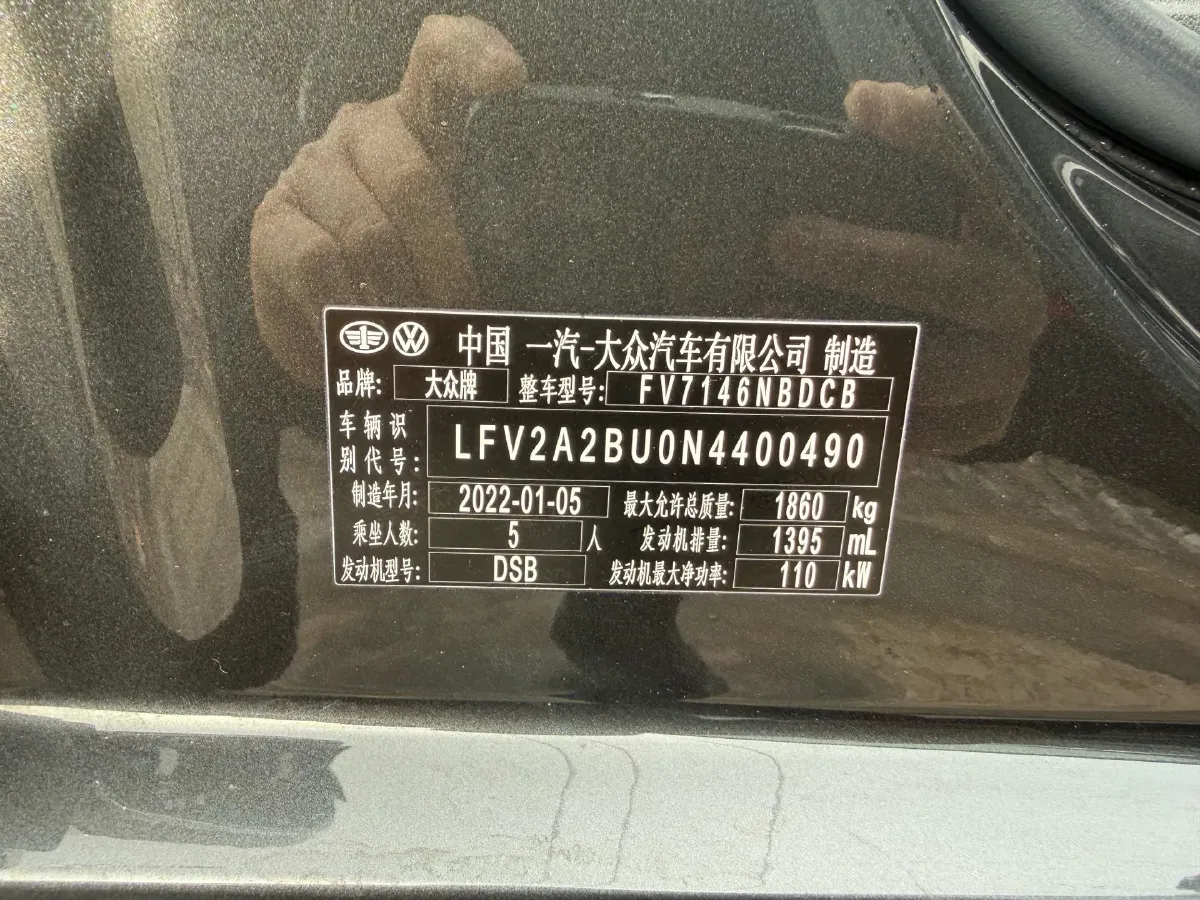 中国 一汽-大众汽车有限公司 制造
品牌: 大众牌 整车型号: FV7146NBDCB
车辆识别代号: LFV2A2BU0N4400490
制造年月: 2022-01-05 最大允许总质量: 1860 kg
乘坐人数: 5 人 发动机排量: 1395 mL
发动机型号: DSB 发动机最大净功率: 110 kW